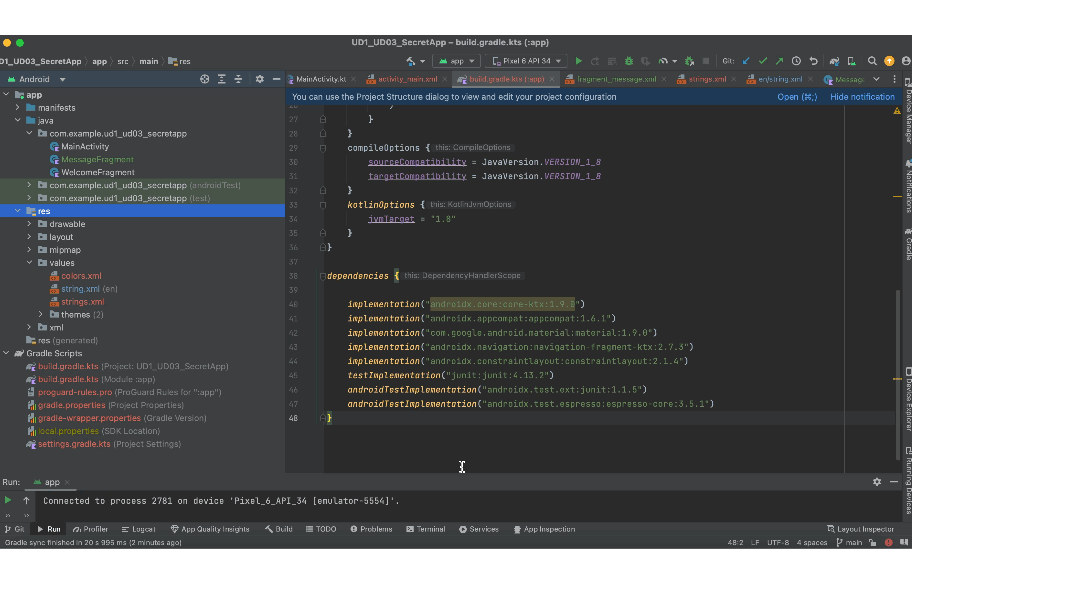 UD1_UD03_SecretApp – build.gradle.kts (:app)
UD1_UD03_SecretApp
app
src
main
res
app
Pixel 6 API 34
Git:
Android
MainActivity.kt
activity_main.xml
build.gradle.kts (:app)
fragment_message.xml
strings.xml
en/string.xml
Messag
You can use the Project Structure dialog to view and edit your project configuration
Open (⌘;)
Hide notification
app
manifests
java
com.example.ud1_ud03_secretapp
MainActivity
MessageFragment
WelcomeFragment
com.example.ud1_ud03_secretapp (androidTest)
com.example.ud1_ud03_secretapp (test)
res
drawable
layout
mipmap
values
colors.xml
string.xml (en)
strings.xml
themes (2)
xml
res (generated)
Gradle Scripts
build.gradle.kts (Project: UD1_UD03_SecretApp)
build.gradle.kts (Module :app)
proguard-rules.pro (ProGuard Rules for ":app")
gradle.properties (Project Properties)
gradle-wrapper.properties (Gradle Version)
local.properties (SDK Location)
settings.gradle.kts (Project Settings)
26
27 }
28 }
29 compileOptions { this: CompileOptions
30 sourceCompatibility = JavaVersion.VERSION_1_8
31 targetCompatibility = JavaVersion.VERSION_1_8
32 }
33 kotlinOptions { this: KotlinJvmOptions
34 jvmTarget = "1.8"
35 }
36 }
37
38 dependencies { this: DependencyHandlerScope
39
40 implementation("androidx.core:core-ktx:1.9.0")
41 implementation("androidx.appcompat:appcompat:1.6.1")
42 implementation("com.google.android.material:material:1.9.0")
43 implementation("androidx.navigation:navigation-fragment-ktx:2.7.3")
44 implementation("androidx.constraintlayout:constraintlayout:2.1.4")
45 testImplementation("junit:junit:4.13.2")
46 androidTestImplementation("androidx.test.ext:junit:1.1.5")
47 androidTestImplementation("androidx.test.espresso:espresso-core:3.5.1")
48 }
Device Manager
Notifications
Gradle
Device Explorer
Running Devices
Run: app
Connected to process 2781 on device 'Pixel_6_API_34 [emulator-5554]'.
Git
Run
Profiler
Logcat
App Quality Insights
Build
TODO
Problems
Terminal
Services
App Inspection
Layout Inspector
Gradle sync finished in 20 s 995 ms (2 minutes ago)
48:2
LF
UTF-8
4 spaces
main